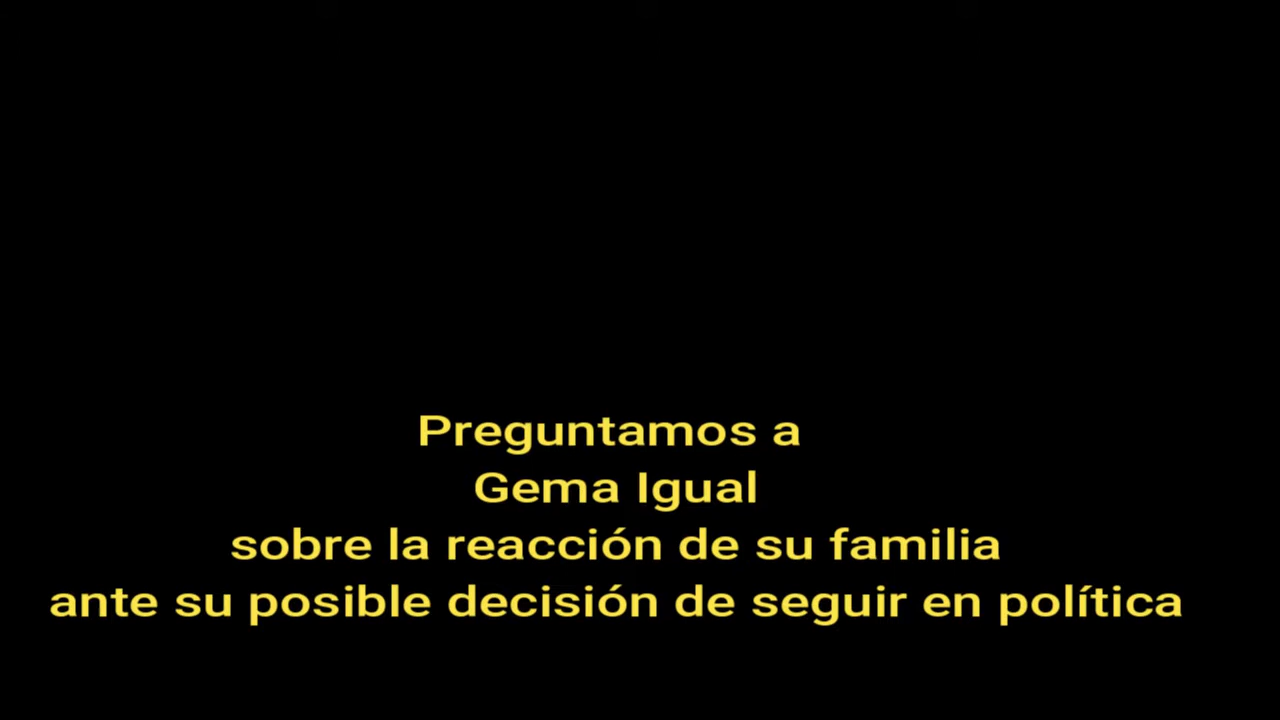 Preguntamos a
Gema Igual
sobre la reacción de su familia
ante su posible decisión de seguir en política